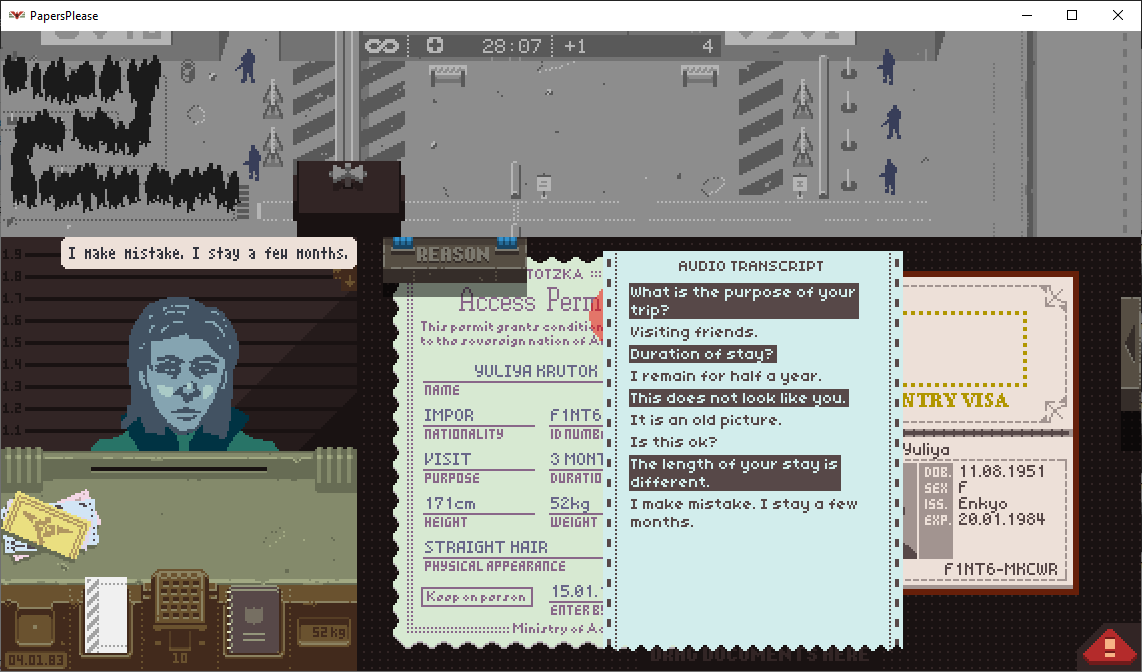 PapersPlease
28:07 +1 4
I make mistake. I stay a few months.
1.9
1.8
1.7
1.6
1.5
1.4
1.3
1.2
1.1
REASON
TOTZKA
Access Perm
This permit grants condition
to the sovereign nation of A
YULIYA KRUTOK
NAME
IMPOR F1NT6
NATIONALITY ID NUMB
VISIT 3 MONT
PURPOSE DURATIO
171cm 52kg
HEIGHT WEIGHT
STRAIGHT HAIR
PHYSICAL APPEARANCE
Keep on person
15.01.
ENTER B
Ministry of A
AUDIO TRANSCRIPT
What is the purpose of your
trip?
Visiting friends.
Duration of stay?
I remain for half a year.
This does not look like you.
It is an old picture.
Is this ok?
The length of your stay is
different.
I make mistake. I stay a few
months.
NTRY VISA
Yuliya
DOB. 11.08.1951
SEX F
ISS. Enkyo
EXP. 20.01.1984
F1NT6-MKCWR
52kg
04.01.83
10
DRAG DOCUMENTS HERE